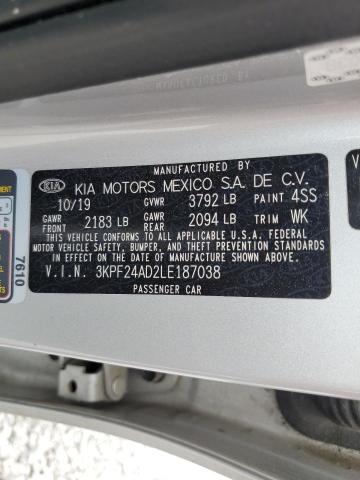 MANUFACTURED BY
KIA KIA MOTORS MEXICO S.A. DE C.V.
10/19 GVWR 3792 LB PAINT 4SS
GAWR FRONT 2183 LB GAWR REAR 2094 LB TRIM WK
THIS VEHICLE CONFORMS TO ALL APPLICABLE U.S.A. FEDERAL
MOTOR VEHICLE SAFETY, BUMPER, AND THEFT PREVENTION STANDARDS
IN EFFECT ON THE DATE OF MANUFACTURE SHOWN ABOVE.
V.I.N. 3KPF24AD2LE187038
PASSENGER CAR
7610